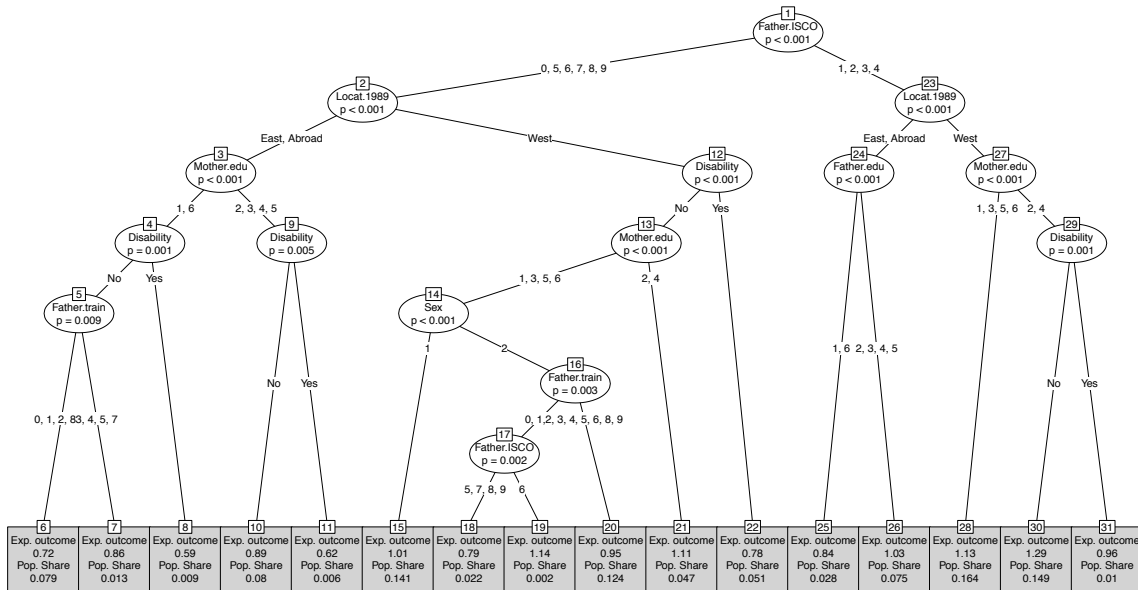 1
Father.ISCO
p < 0.001
0, 5, 6, 7, 8, 9
1, 2, 3, 4
2
Locat.1989
p < 0.001
23
Locat.1989
p < 0.001
East, Abroad
West
East, Abroad
West
3
Mother.edu
p < 0.001
12
Disability
p < 0.001
24
Father.edu
p < 0.001
27
Mother.edu
p < 0.001
1, 6
2, 3, 4, 5
No
Yes
1, 3, 5, 6
2, 4
4
Disability
p = 0.001
9
Disability
p = 0.005
13
Mother.edu
p < 0.001
29
Disability
p = 0.001
No
Yes
1, 3, 5, 6
2, 4
5
Father.train
p = 0.009
14
Sex
p < 0.001
1
2
1, 6
2, 3, 4, 5
16
Father.train
p = 0.003
No
Yes
No
Yes
0, 1, 2, 8
3, 4, 5, 7
0, 1,
2, 3, 4, 5, 6, 8, 9
17
Father.ISCO
p = 0.002
5, 7, 8, 9
6
6
Exp. outcome
0.72
Pop. Share
0.079
7
Exp. outcome
0.86
Pop. Share
0.013
8
Exp. outcome
0.59
Pop. Share
0.009
10
Exp. outcome
0.89
Pop. Share
0.08
11
Exp. outcome
0.62
Pop. Share
0.006
15
Exp. outcome
1.01
Pop. Share
0.141
18
Exp. outcome
0.79
Pop. Share
0.022
19
Exp. outcome
1.14
Pop. Share
0.002
20
Exp. outcome
0.95
Pop. Share
0.124
21
Exp. outcome
1.11
Pop. Share
0.047
22
Exp. outcome
0.78
Pop. Share
0.051
25
Exp. outcome
0.84
Pop. Share
0.028
26
Exp. outcome
1.03
Pop. Share
0.075
28
Exp. outcome
1.13
Pop. Share
0.164
30
Exp. outcome
1.29
Pop. Share
0.149
31
Exp. outcome
0.96
Pop. Share
0.01